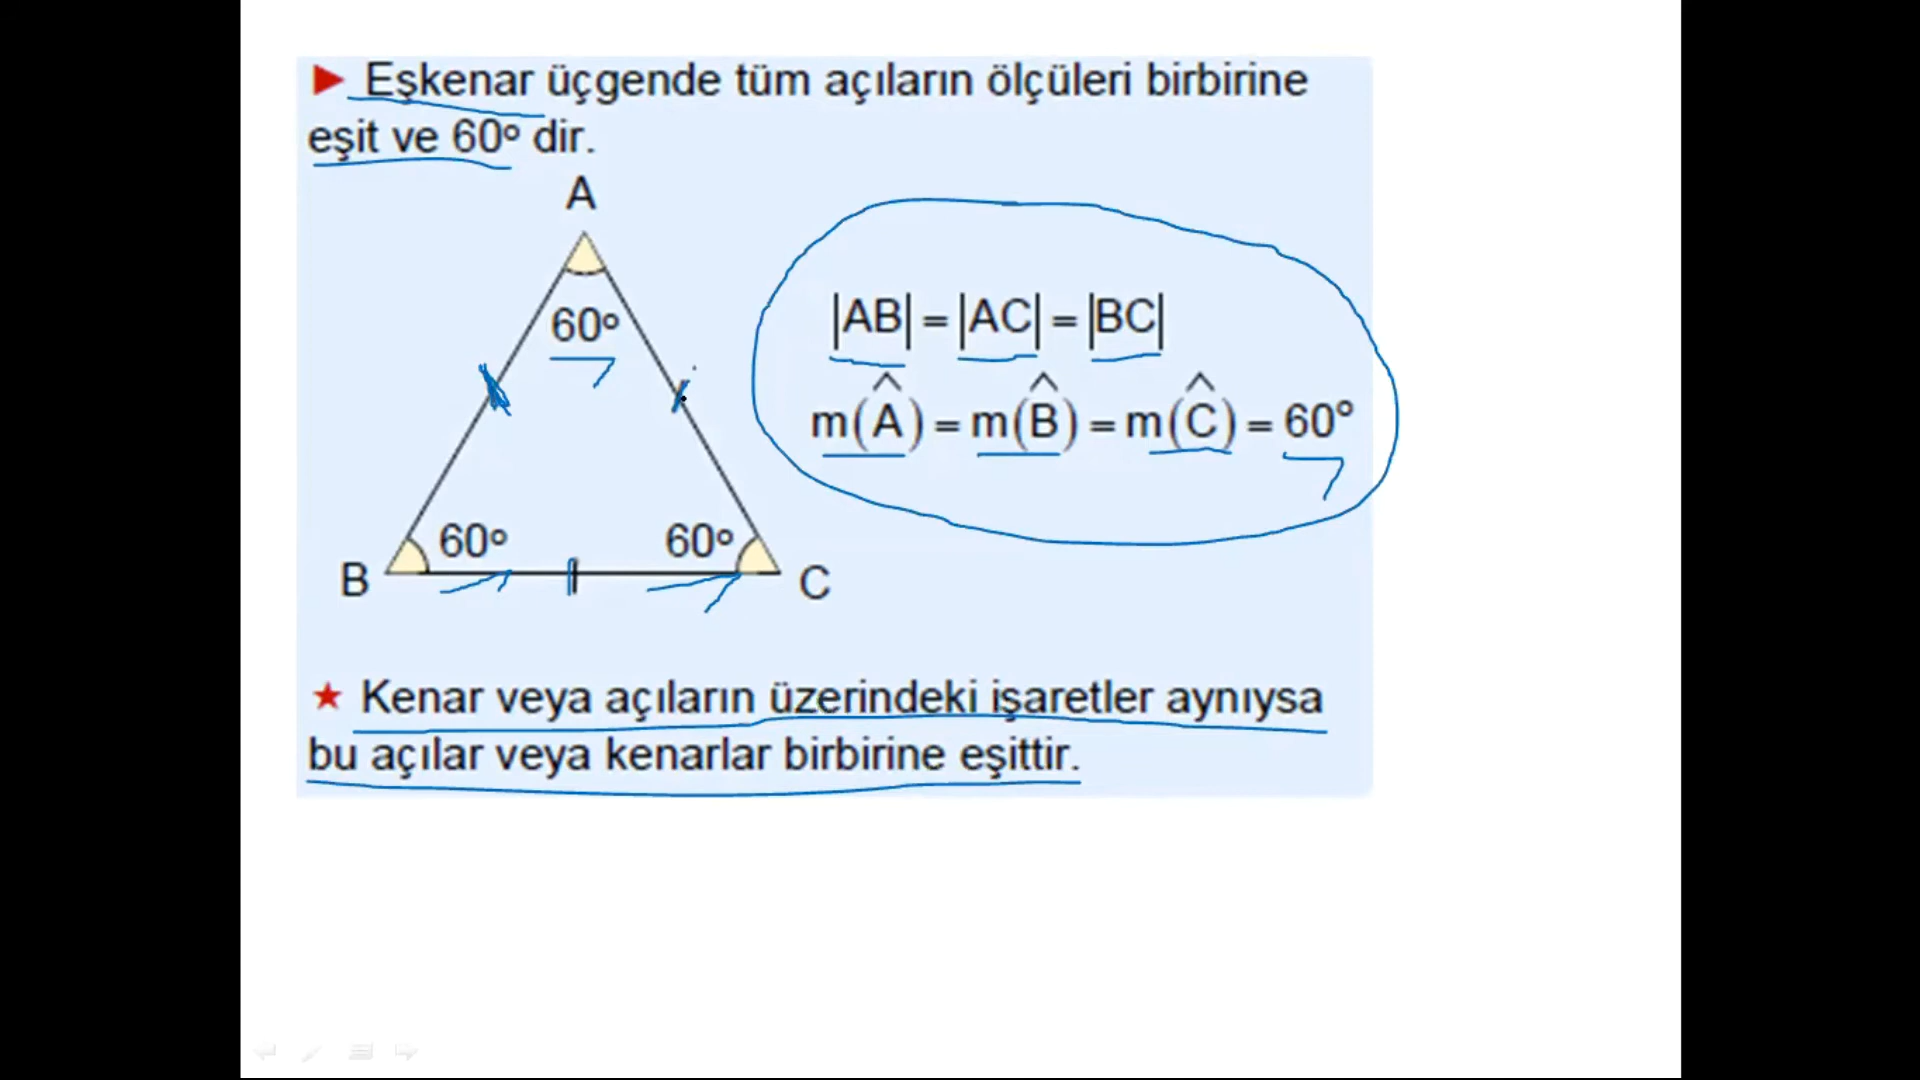 ► Eşkenar üçgende tüm açıların ölçüleri birbirine
eşit ve 60° dir.
A
60°
|AB| = |AC| = |BC|
m(Â) = m(B̂) = m(Ĉ) = 60°
60° 60°
B C
★ Kenar veya açıların üzerindeki işaretler aynıysa
bu açılar veya kenarlar birbirine eşittir.